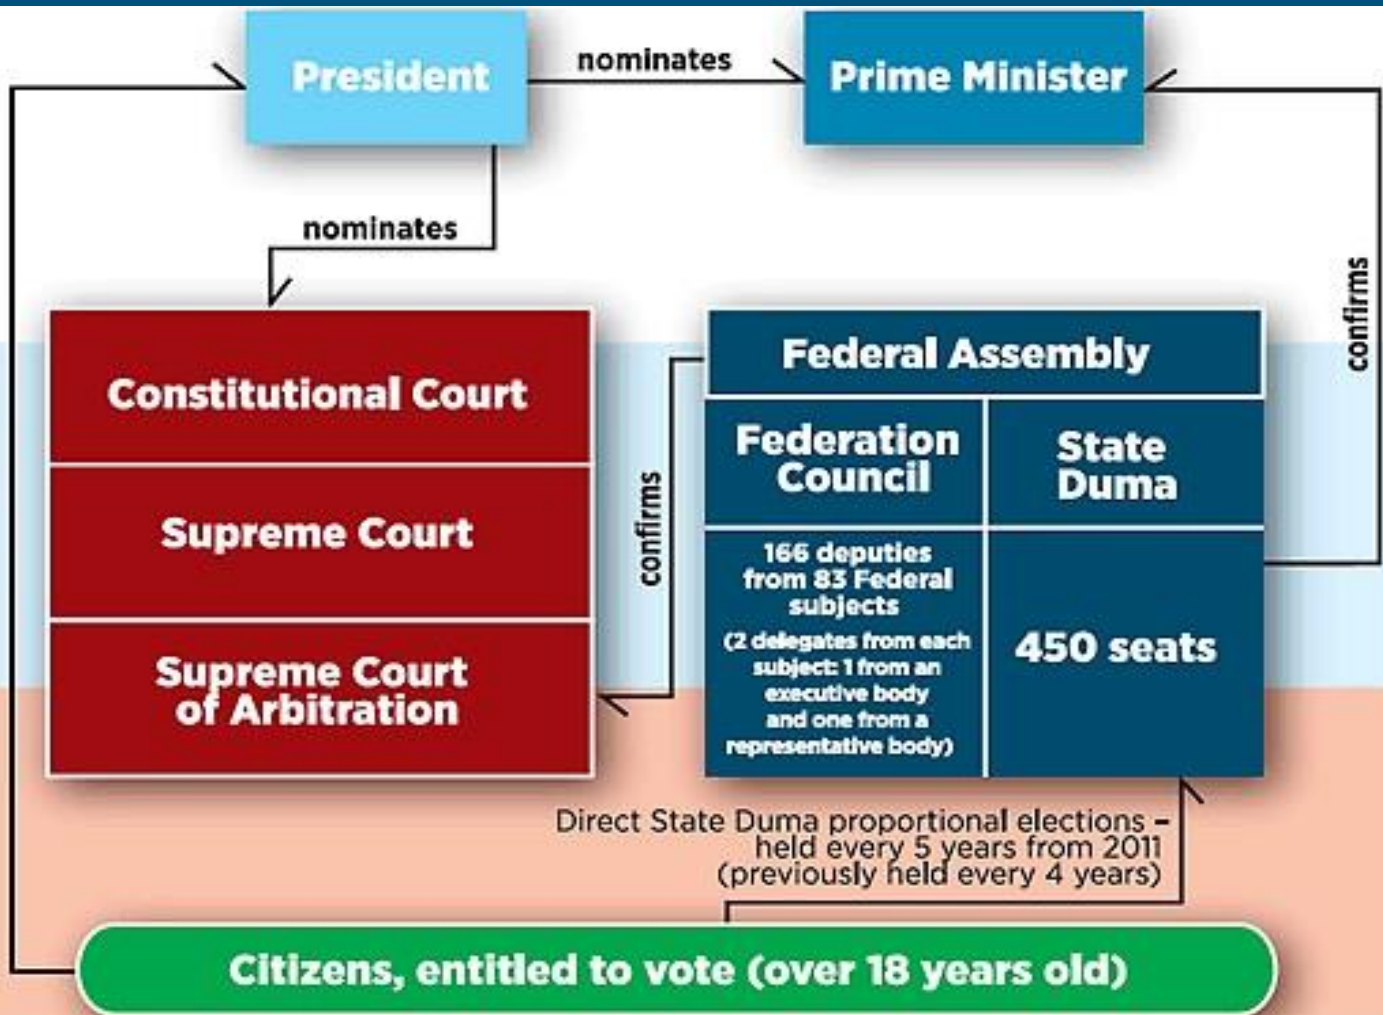 President
nominates
Prime Minister
nominates
confirms
Constitutional Court
Supreme Court
Supreme Court
of Arbitration
confirms
Federal Assembly
Federation
Council
State
Duma
166 deputies
from 83 Federal
subjects
(2 delegates from each
subject: 1 from an
executive body
and one from a
representative body)
450 seats
Direct State Duma proportional elections –
held every 5 years from 2011
(previously held every 4 years)
Citizens, entitled to vote (over 18 years old)